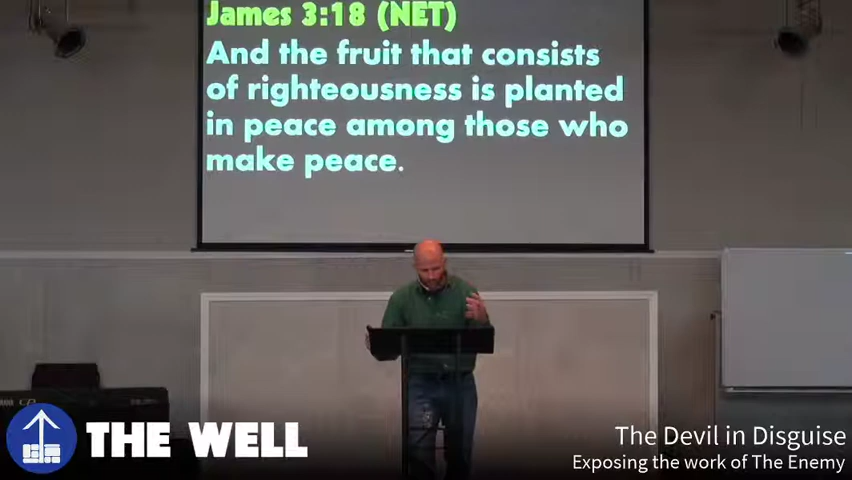 James 3:18 (NET)
And the fruit that consists
of righteousness is planted
in peace among those who
make peace.
THE WELL
The Devil in Disguise
Exposing the work of The Enemy